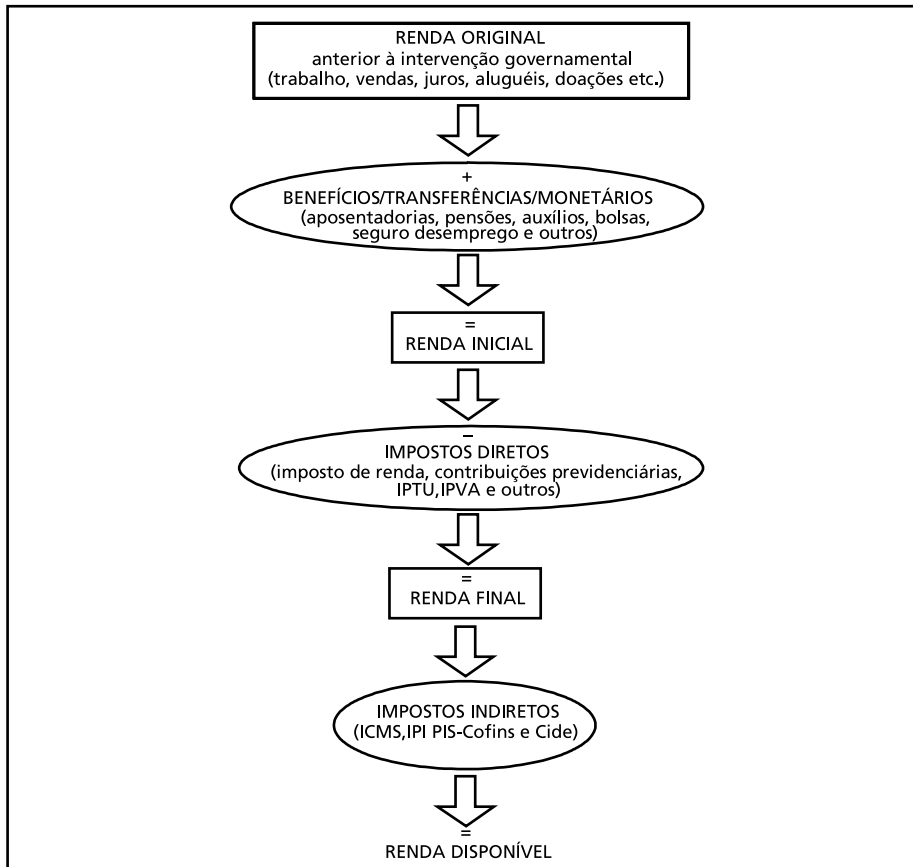 RENDA ORIGINAL
anterior à intervenção governamental
(trabalho, vendas, juros, aluguéis, doações etc.)
+
BENEFÍCIOS/TRANSFERÊNCIAS/MONETÁRIOS
(aposentadorias, pensões, auxílios, bolsas,
seguro desemprego e outros)
=
RENDA INICIAL
–
IMPOSTOS DIRETOS
(imposto de renda, contribuições previdenciárias,
IPTU,IPVA e outros)
=
RENDA FINAL
IMPOSTOS INDIRETOS
(ICMS,IPI PIS-Cofins e Cide)
=
RENDA DISPONÍVEL